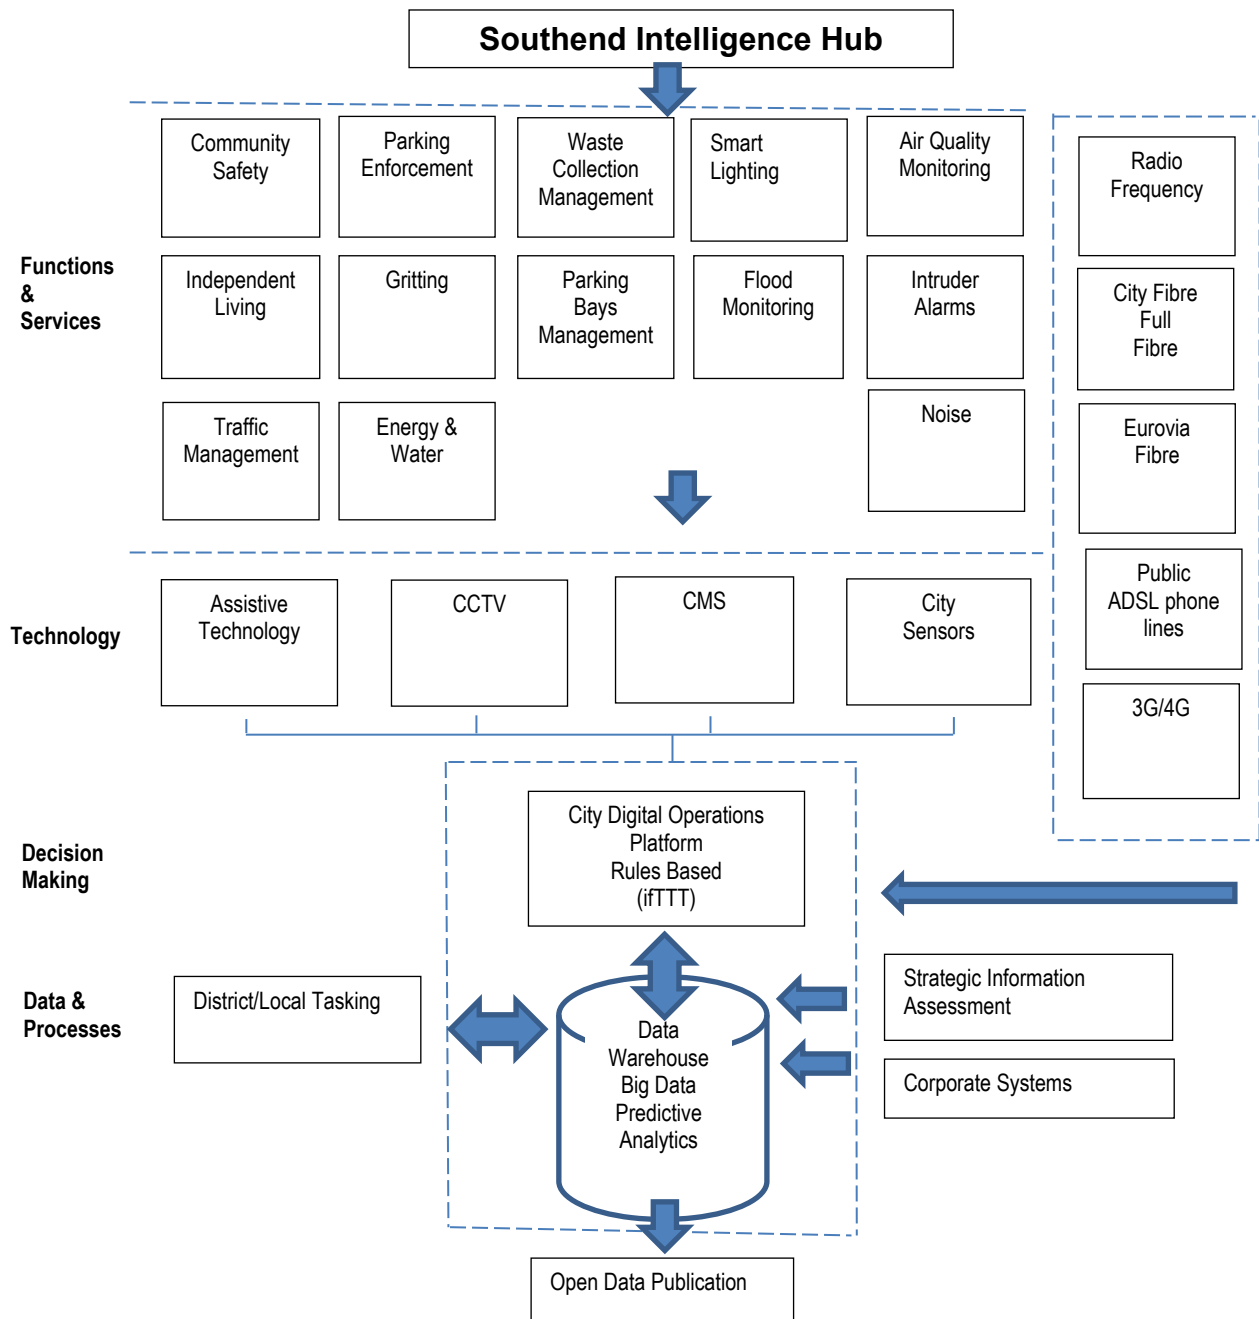 Southend Intelligence Hub
Community
Safety
Parking
Enforcement
Waste
Collection
Management
Smart
Lighting
Air Quality
Monitoring
Radio
Frequency
Functions
&
Services
Independent
Living
Gritting
Parking
Bays
Management
Flood
Monitoring
Intruder
Alarms
City Fibre
Full
Fibre
Traffic
Management
Energy &
Water
Noise
Eurovia
Fibre
Technology
Assistive
Technology
CCTV
CMS
City
Sensors
Public
ADSL phone
lines
3G/4G
Decision
Making
City Digital Operations
Platform
Rules Based
(ifTTT)
Data &
Processes
District/Local Tasking
Data
Warehouse
Big Data
Predictive
Analytics
Strategic Information
Assessment
Corporate Systems
Open Data Publication